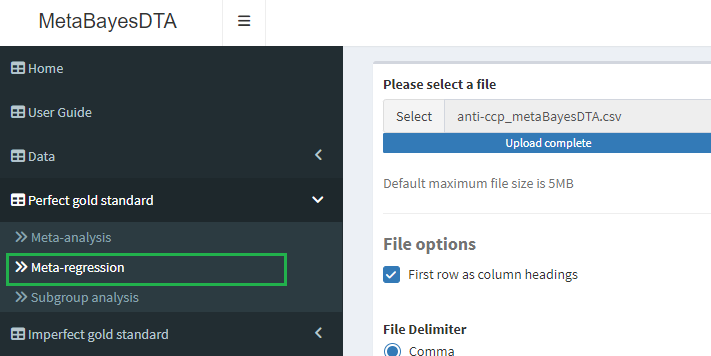 MetaBayesDTA
Home
User Guide
Data
Perfect gold standard
Meta-analysis
Meta-regression
Subgroup analysis
Imperfect gold standard
Please select a file
Select anti-ccp_metaBayesDTA.csv
Upload complete
Default maximum file size is 5MB
File options
First row as column headings
File Delimiter
Comma